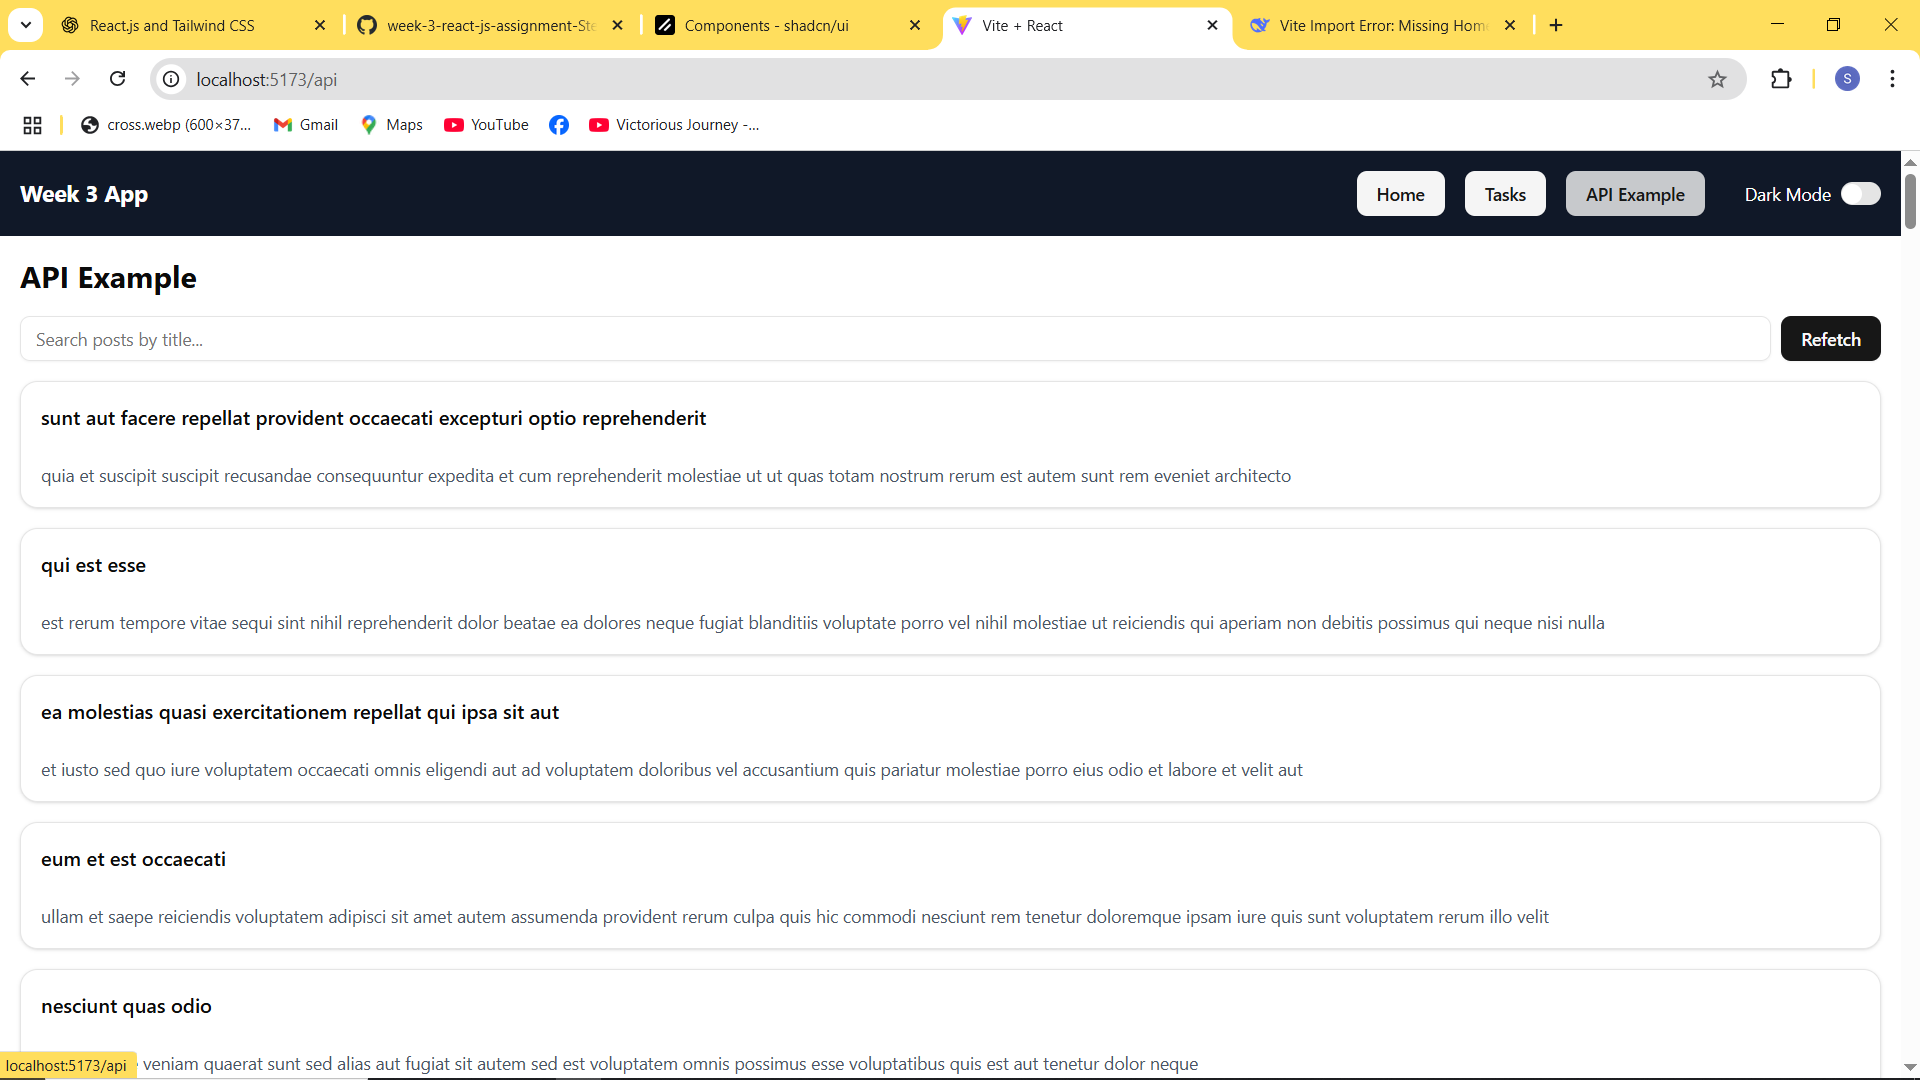 React.js and Tailwind CSS
week-3-react-js-assignment-Ste
Components - shadcn/ui
Vite + React
Vite Import Error: Missing Home
localhost:5173/api
S
cross.webp (600×37...
Gmail
Maps
YouTube
Victorious Journey -...
Week 3 App
Home
Tasks
API Example
Dark Mode
API Example
Search posts by title...
Refetch
sunt aut facere repellat provident occaecati excepturi optio reprehenderit
quia et suscipit suscipit recusandae consequuntur expedita et cum reprehenderit molestiae ut ut quas totam nostrum rerum est autem sunt rem eveniet architecto
qui est esse
est rerum tempore vitae sequi sint nihil reprehenderit dolor beatae ea dolores neque fugiat blanditiis voluptate porro vel nihil molestiae ut reiciendis qui aperiam non debitis possimus qui neque nisi nulla
ea molestias quasi exercitationem repellat qui ipsa sit aut
et iusto sed quo iure voluptatem occaecati omnis eligendi aut ad voluptatem doloribus vel accusantium quis pariatur molestiae porro eius odio et labore et velit aut
eum et est occaecati
ullam et saepe reiciendis voluptatem adipisci sit amet autem assumenda provident rerum culpa quis hic commodi nesciunt rem tenetur doloremque ipsam iure quis sunt voluptatem rerum illo velit
nesciunt quas odio
veniam quaerat sunt sed alias aut fugiat sit autem sed est voluptatem omnis possimus esse voluptatibus quis est aut tenetur dolor neque
localhost:5173/api